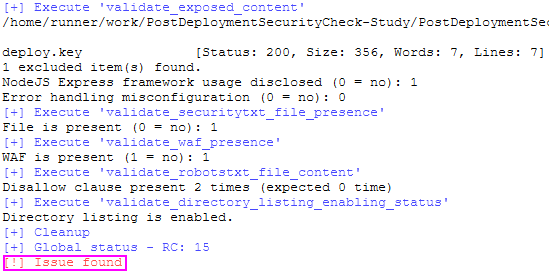 [+] Execute 'validate_exposed_content'
/home/runner/work/PostDeploymentSecurityCheck-Study/PostDeploymentSec
deploy.key [Status: 200, Size: 356, Words: 7, Lines: 7]
1 excluded item(s) found.
NodeJS Express framework usage disclosed (0 = no): 1
Error handling misconfiguration (0 = no): 0
[+] Execute 'validate_securitytxt_file_presence'
File is present (0 = no): 1
[+] Execute 'validate_waf_presence'
WAF is present (1 = no): 1
[+] Execute 'validate_robotstxt_file_content'
Disallow clause present 2 times (expected 0 time)
[+] Execute 'validate_directory_listing_enabling_status'
Directory listing is enabled.
[+] Cleanup
[+] Global status - RC: 15
[!] Issue found